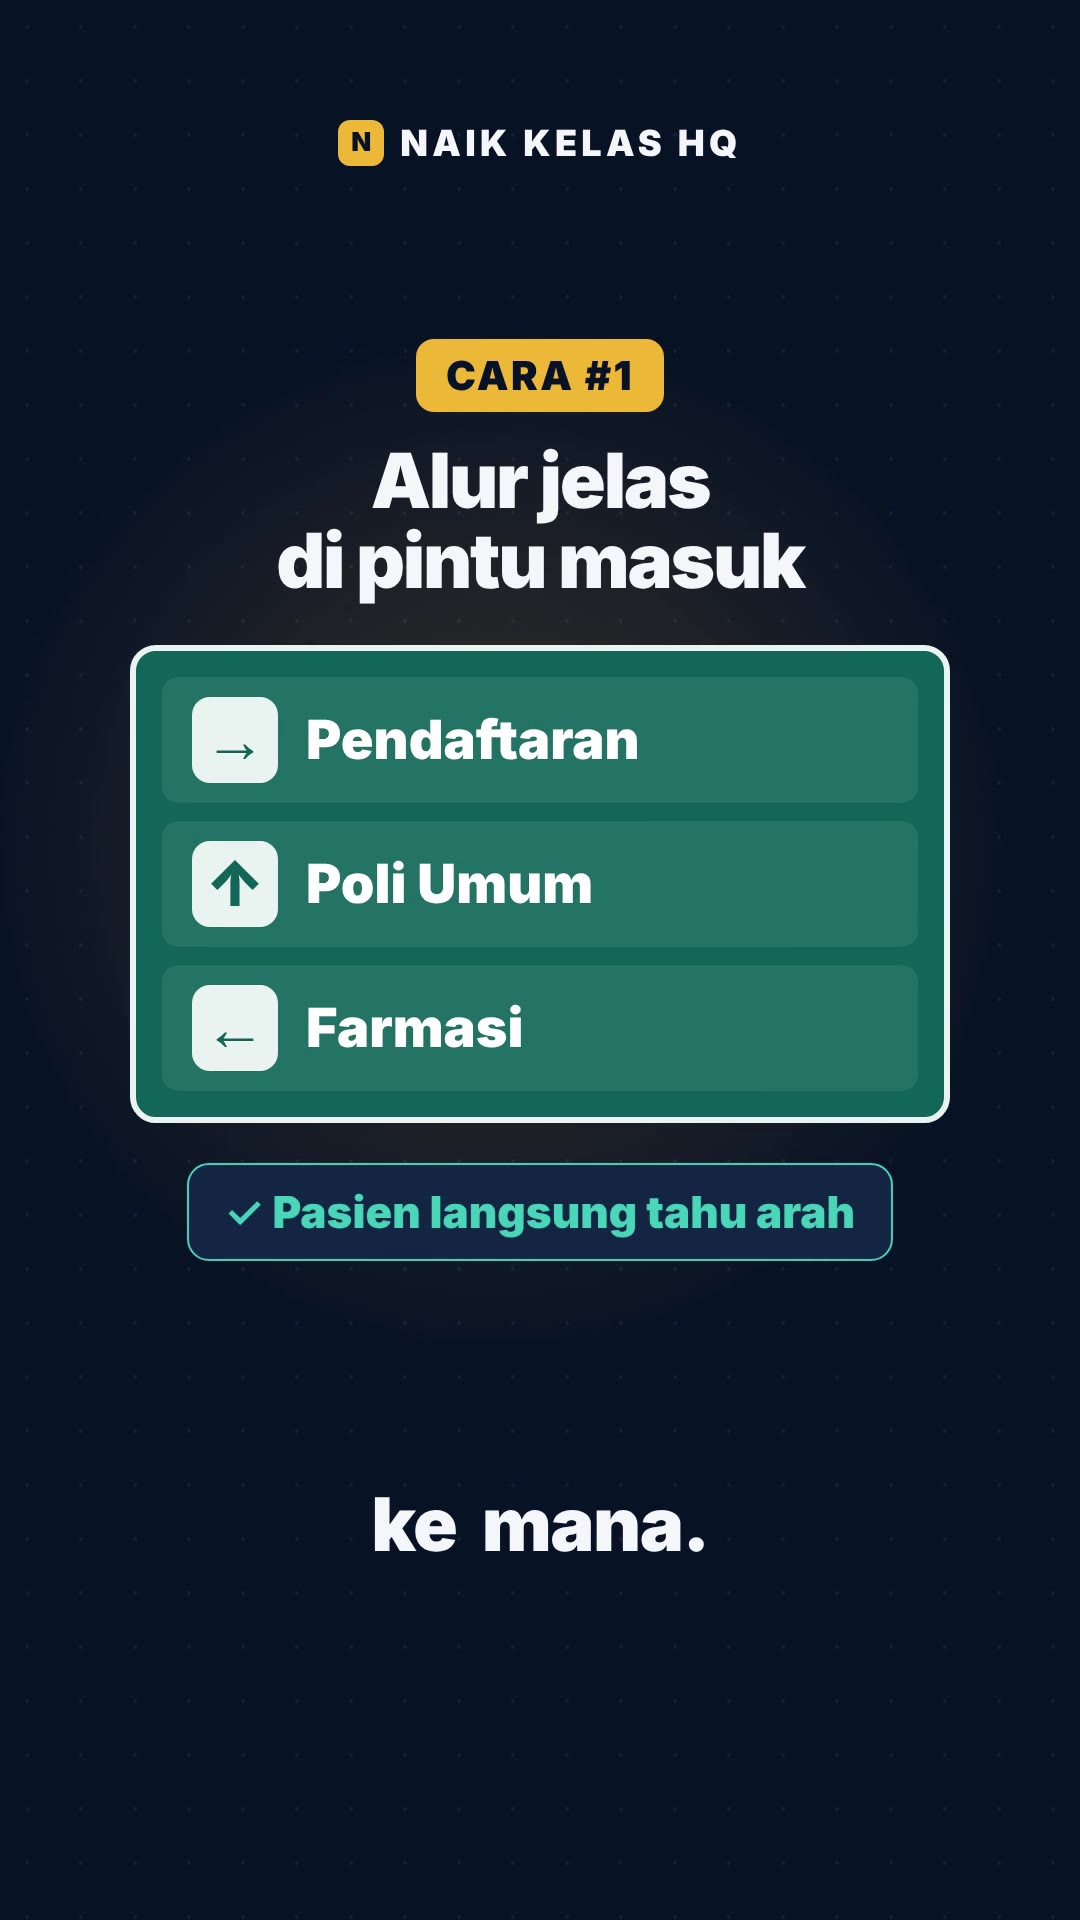 N NAIK KELAS HQ
CARA #1
Alur jelas
di pintu masuk
→ Pendaftaran
↑ Poli Umum
← Farmasi
✓ Pasien langsung tahu arah
ke mana.